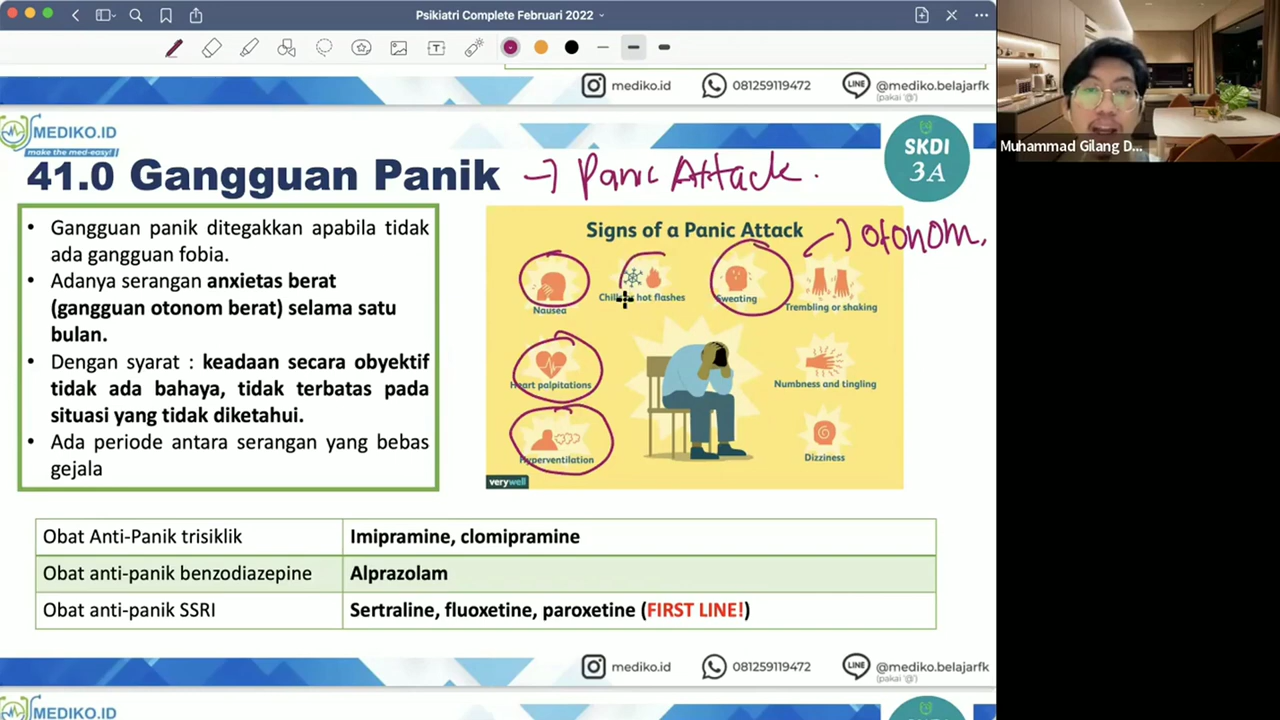 Psikiatri Complete Februari 2022
mediko.id
081259119472
@mediko.belajarfk
(pakai '@')
MEDIKO.ID
make the med-easy!
SKDI
3A
41.0 Gangguan Panik
→ Panic Attack.
• Gangguan panik ditegakkan apabila tidak
ada gangguan fobia.
• Adanya serangan anxietas berat
(gangguan otonom berat) selama satu
bulan.
• Dengan syarat : keadaan secara obyektif
tidak ada bahaya, tidak terbatas pada
situasi yang tidak diketahui.
• Ada periode antara serangan yang bebas
gejala
Signs of a Panic Attack
otonom.
Nausea
hot flashes
Sweating
Trembling or shaking
Heart palpitations
Numbness and tingling
Hyperventilation
Dizziness
verywell
Obat Anti-Panik trisiklik
Imipramine, clomipramine
Obat anti-panik benzodiazepine
Alprazolam
Obat anti-panik SSRI
Sertraline, fluoxetine, paroxetine (FIRST LINE!)
mediko.id
081259119472
@mediko.belajarfk
(pakai '@')
MEDIKO.ID
SKDI
Muhammad Gilang D...